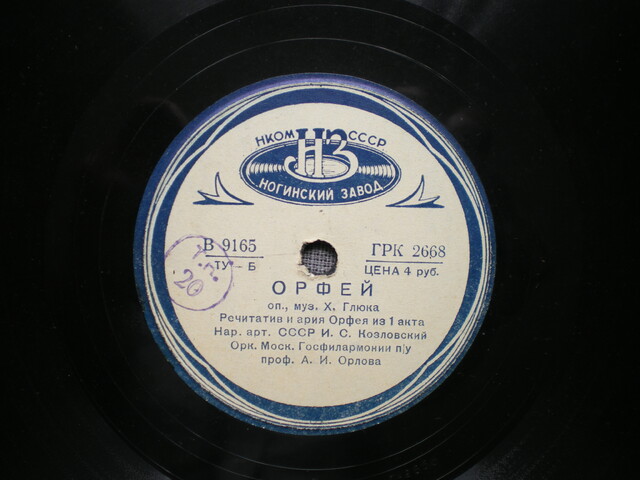 НКОМ НЗ СССР
НОГИНСКИЙ ЗАВОД
В 9165 ГРК 2668
ТУ-Б ЦЕНА 4 руб.
Т.П.
20
ОРФЕЙ
оп., муз. Х. Глюка
Речитатив и ария Орфея из 1 акта
Нар. арт. СССР И. С. Козловский
Орк. Моск. Госфилармонии п/у
проф. А. И. Орлова